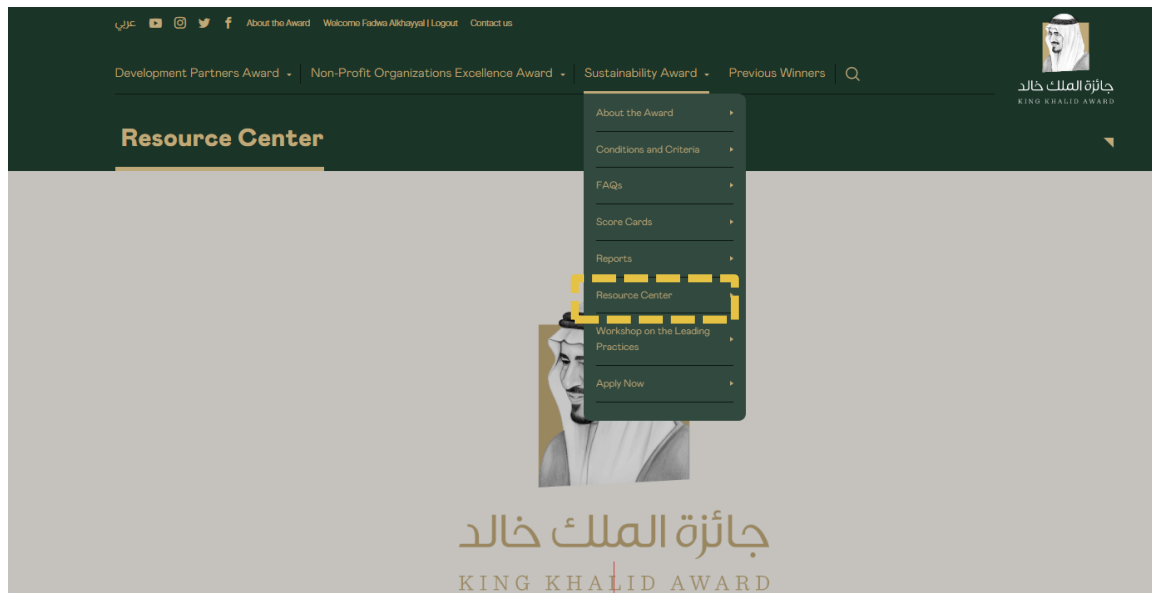 عربي About the Award Welcome Fadwa Alkhayyal | Logout Contact us
Development Partners Award Non-Profit Organizations Excellence Award Sustainability Award Previous Winners
جائزة الملك خالد
KING KHALID AWARD
Resource Center
About the Award
Conditions and Criteria
FAQs
Score Cards
Reports
Resource Center
Workshop on the Leading
Practices
Apply Now
جائزة الملك خالد
KING KHALID AWARD